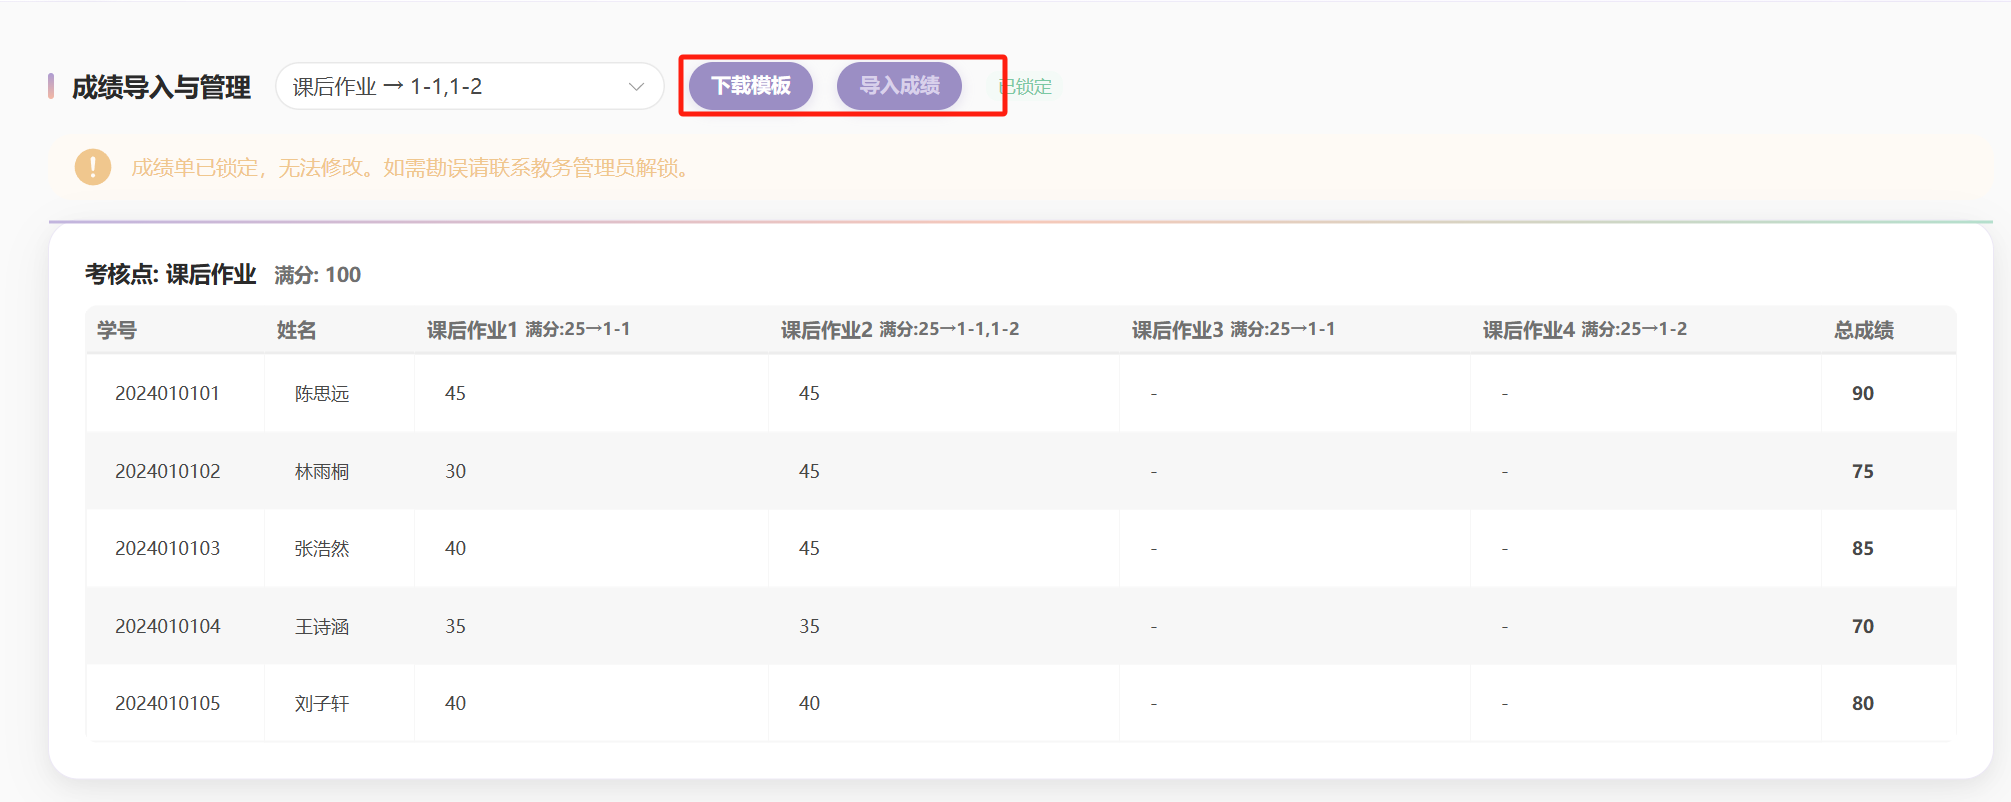 成绩导入与管理 课后作业 → 1-1,1-2 下载模板 导入成绩 已锁定
! 成绩单已锁定，无法修改。如需勘误请联系教务管理员解锁。
考核点: 课后作业 满分: 100
学号 姓名 课后作业1 满分:25→1-1 课后作业2 满分:25→1-1,1-2 课后作业3 满分:25→1-1 课后作业4 满分:25→1-2 总成绩
2024010101 陈思远 45 45 - - 90
2024010102 林雨桐 30 45 - - 75
2024010103 张浩然 40 45 - - 85
2024010104 王诗涵 35 35 - - 70
2024010105 刘子轩 40 40 - - 80